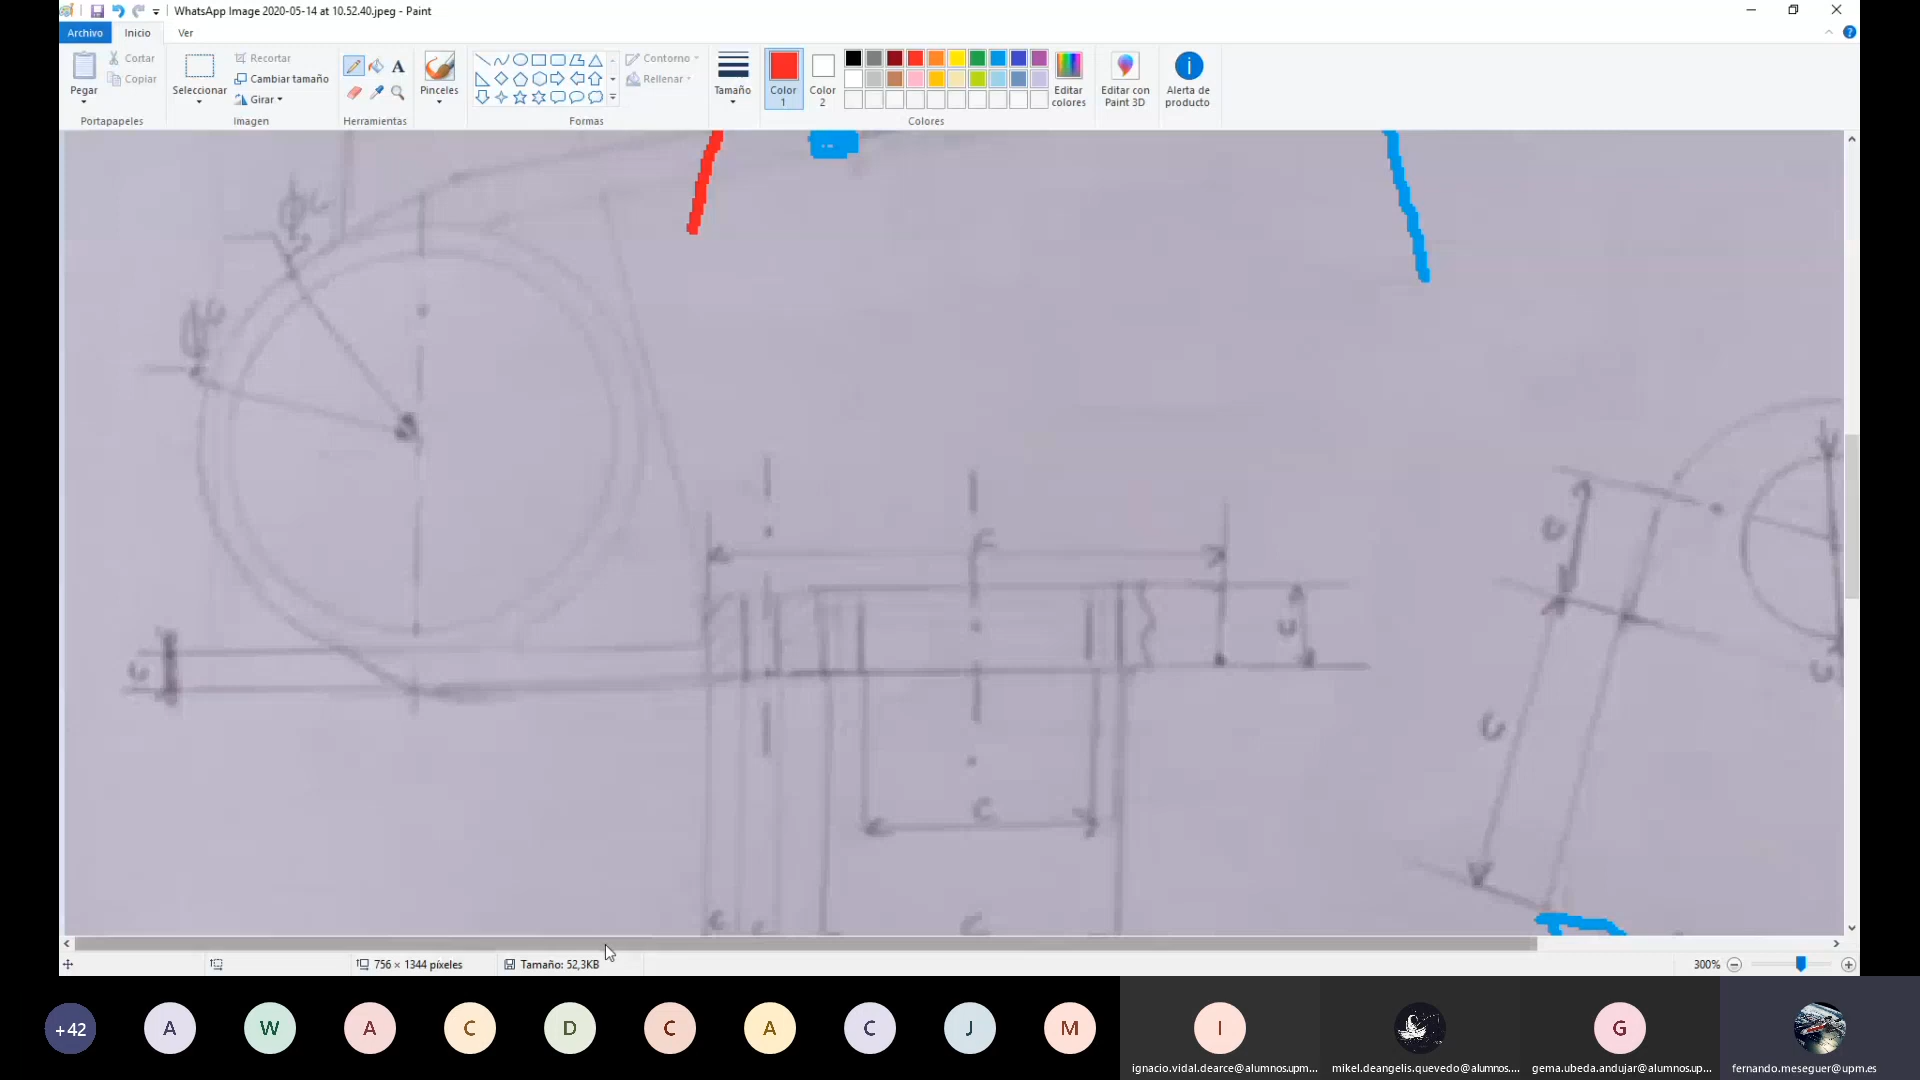 WhatsApp Image 2020-05-14 at 10.52.40.jpeg - Paint
Archivo
Inicio
Ver
Pegar
Cortar
Copiar
Portapapeles
Seleccionar
Recortar
Cambiar tamaño
Girar
Imagen
A
Herramientas
Pinceles
Formas
Contorno
Rellenar
Tamaño
Color 1
Color 2
Colores
Editar colores
Editar con Paint 3D
Alerta de producto
756 × 1344 píxeles
Tamaño: 52,3KB
300%
+42
A
W
A
C
D
C
A
C
J
M
I
G
ignacio.vidal.dearce@alumnos.upm...
mikel.deangelis.quevedo@alumnos....
gema.ubeda.andujar@alumnos.up...
fernando.meseguer@upm.es